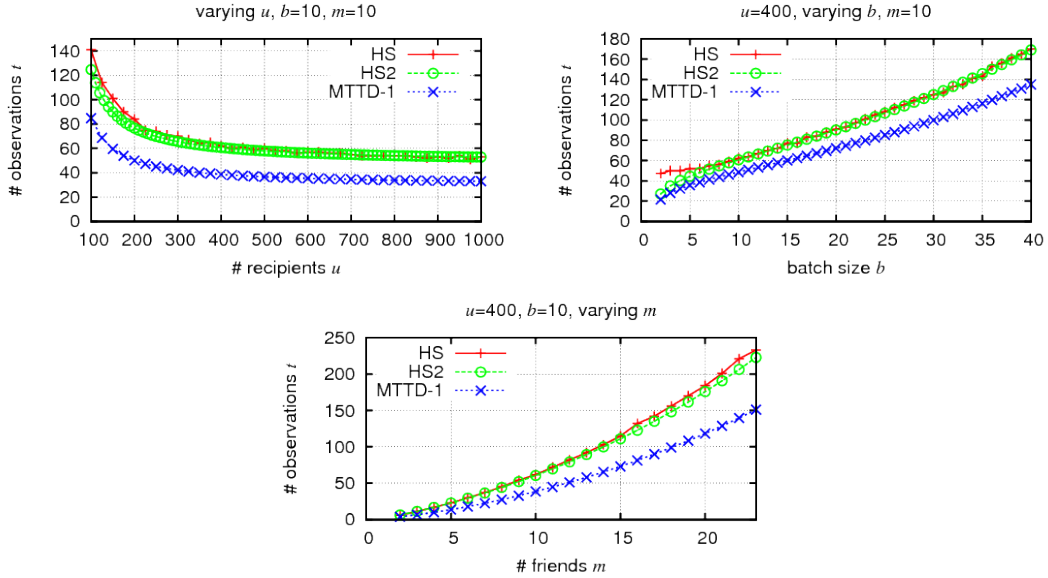 varying u, b=10, m=10
# observations t
140
120
100
80
60
40
20
0
HS
HS2
MTTD-1
100 200 300 400 500 600 700 800 900 1000
# recipients u
u=400, varying b, m=10
# observations t
180
160
140
120
100
80
60
40
20
0
HS
HS2
MTTD-1
0 5 10 15 20 25 30 35 40
batch size b
u=400, b=10, varying m
# observations t
250
200
150
100
50
0
HS
HS2
MTTD-1
0 5 10 15 20
# friends m